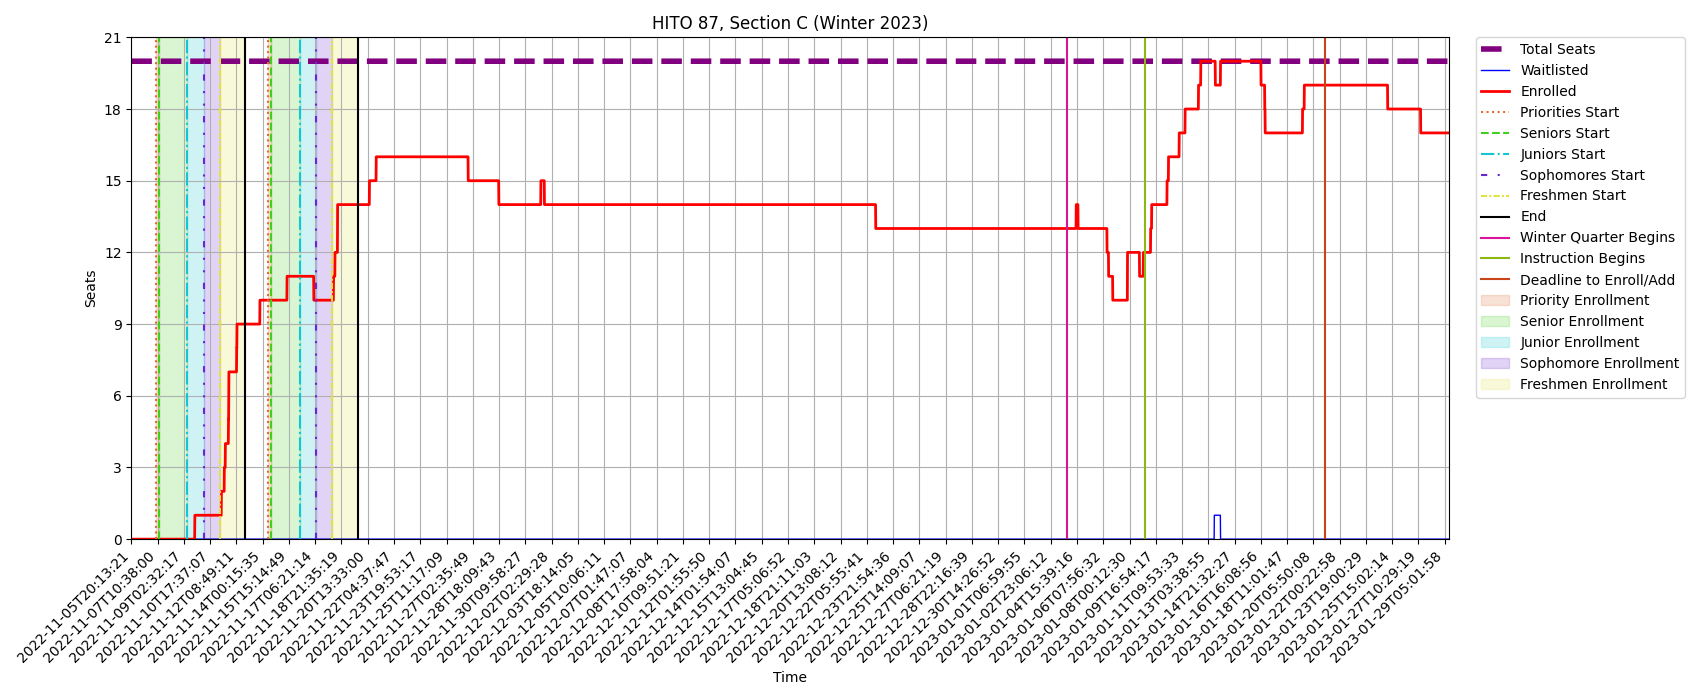 HITO 87, Section C (Winter 2023)
21
18
15
12
9
6
3
0
Seats
2022-11-05T20:13:21
2022-11-07T10:38:00
2022-11-09T02:32:17
2022-11-10T17:37:07
2022-11-12T08:49:11
2022-11-14T00:15:35
2022-11-15T15:14:49
2022-11-17T06:21:14
2022-11-18T21:35:19
2022-11-20T13:33:00
2022-11-22T04:37:47
2022-11-23T19:53:17
2022-11-25T11:17:09
2022-11-27T02:35:49
2022-11-28T18:09:43
2022-11-30T09:58:27
2022-12-02T02:29:28
2022-12-03T18:14:05
2022-12-05T10:06:11
2022-12-07T01:47:07
2022-12-08T17:58:04
2022-12-10T09:51:21
2022-12-12T01:55:50
2022-12-14T01:54:07
2022-12-15T13:04:45
2022-12-17T05:06:52
2022-12-18T21:11:03
2022-12-20T13:08:12
2022-12-22T05:55:41
2022-12-23T21:54:36
2022-12-25T14:09:07
2022-12-27T06:21:19
2022-12-28T22:16:39
2022-12-30T14:26:52
2023-01-01T06:59:55
2023-01-02T23:06:12
2023-01-04T15:39:16
2023-01-06T07:56:32
2023-01-08T00:12:30
2023-01-09T16:54:17
2023-01-11T09:53:33
2023-01-13T03:38:55
2023-01-14T21:32:27
2023-01-16T16:08:56
2023-01-18T11:01:47
2023-01-20T05:50:08
2023-01-22T00:22:58
2023-01-23T19:00:29
2023-01-25T15:02:14
2023-01-27T10:29:19
2023-01-29T05:01:58
Time
Total Seats
Waitlisted
Enrolled
Priorities Start
Seniors Start
Juniors Start
Sophomores Start
Freshmen Start
End
Winter Quarter Begins
Instruction Begins
Deadline to Enroll/Add
Priority Enrollment
Senior Enrollment
Junior Enrollment
Sophomore Enrollment
Freshmen Enrollment